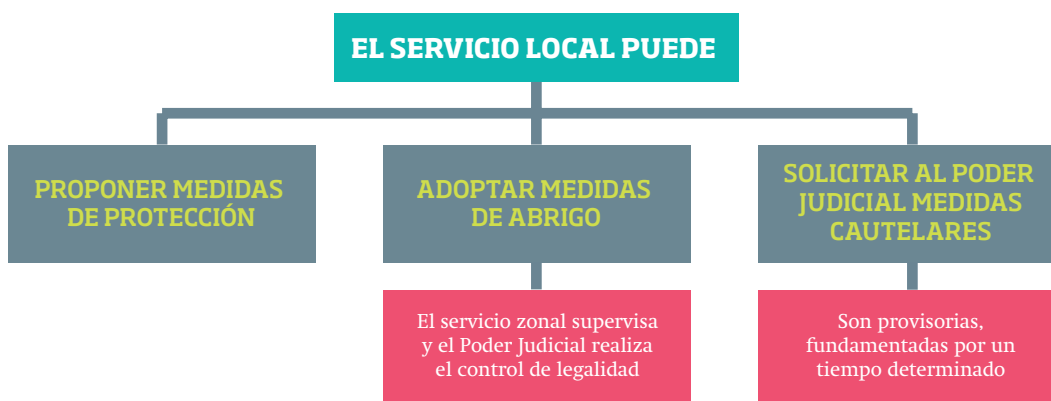 EL SERVICIO LOCAL PUEDE
PROPONER MEDIDAS
DE PROTECCIÓN
ADOPTAR MEDIDAS
DE ABRIGO
SOLICITAR AL PODER
JUDICIAL MEDIDAS
CAUTELARES
El servicio zonal supervisa
y el Poder Judicial realiza
el control de legalidad
Son provisorias,
fundamentadas por un
tiempo determinado